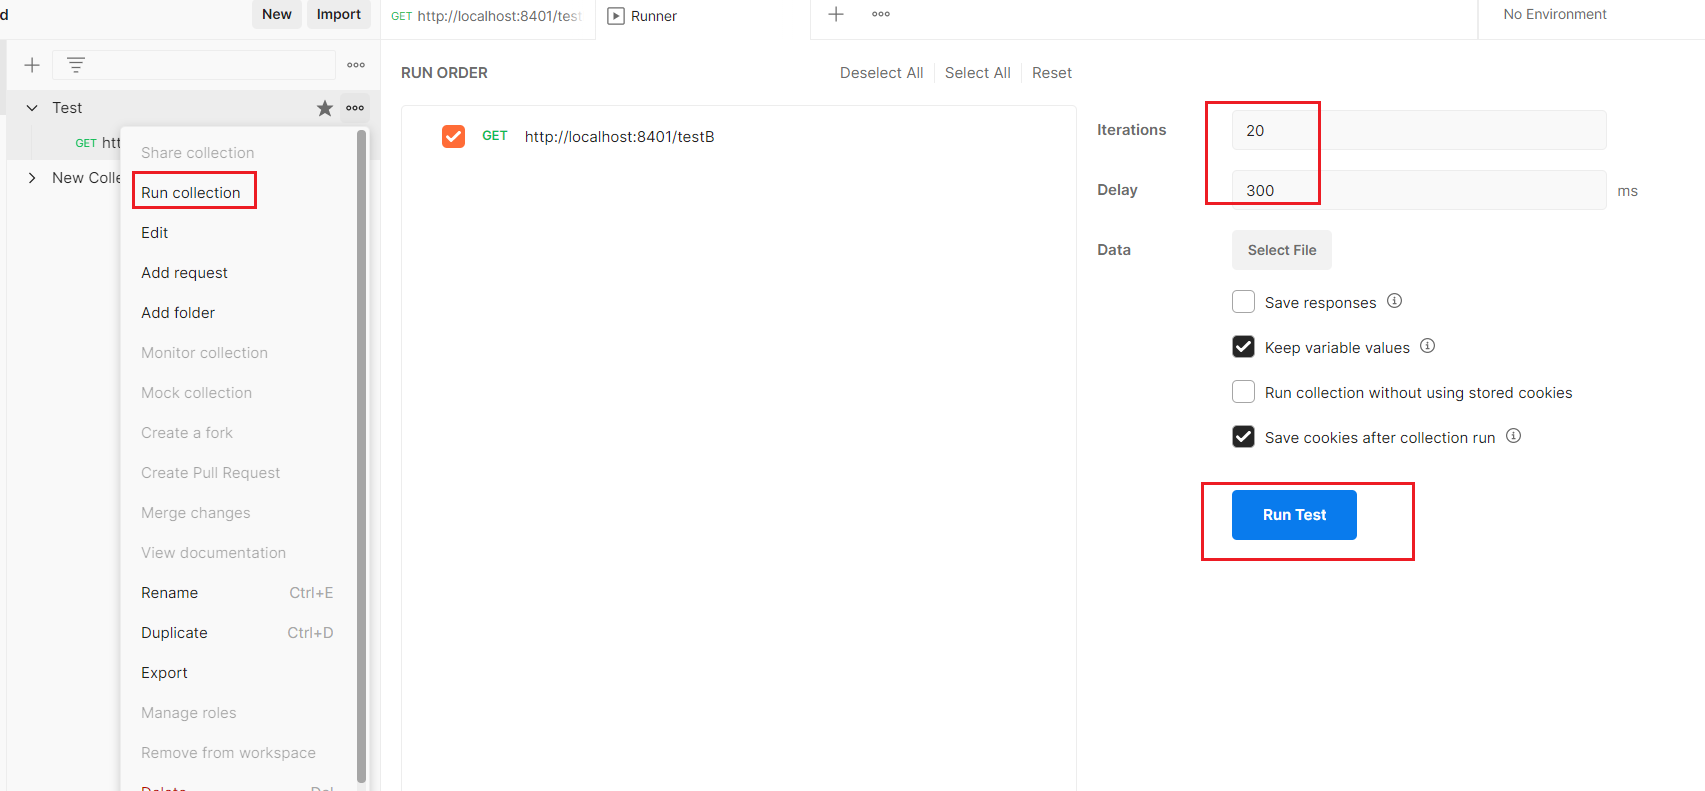 d
New
Import
GET http://localhost:8401/test
Runner
No Environment
Test
GET htt
New Colle
Share collection
Run collection
Edit
Add request
Add folder
Monitor collection
Mock collection
Create a fork
Create Pull Request
Merge changes
View documentation
Rename Ctrl+E
Duplicate Ctrl+D
Export
Manage roles
Remove from workspace
Delete Del
RUN ORDER
Deselect All
Select All
Reset
GET http://localhost:8401/testB
Iterations 20
Delay 300 ms
Data Select File
Save responses
Keep variable values
Run collection without using stored cookies
Save cookies after collection run
Run Test